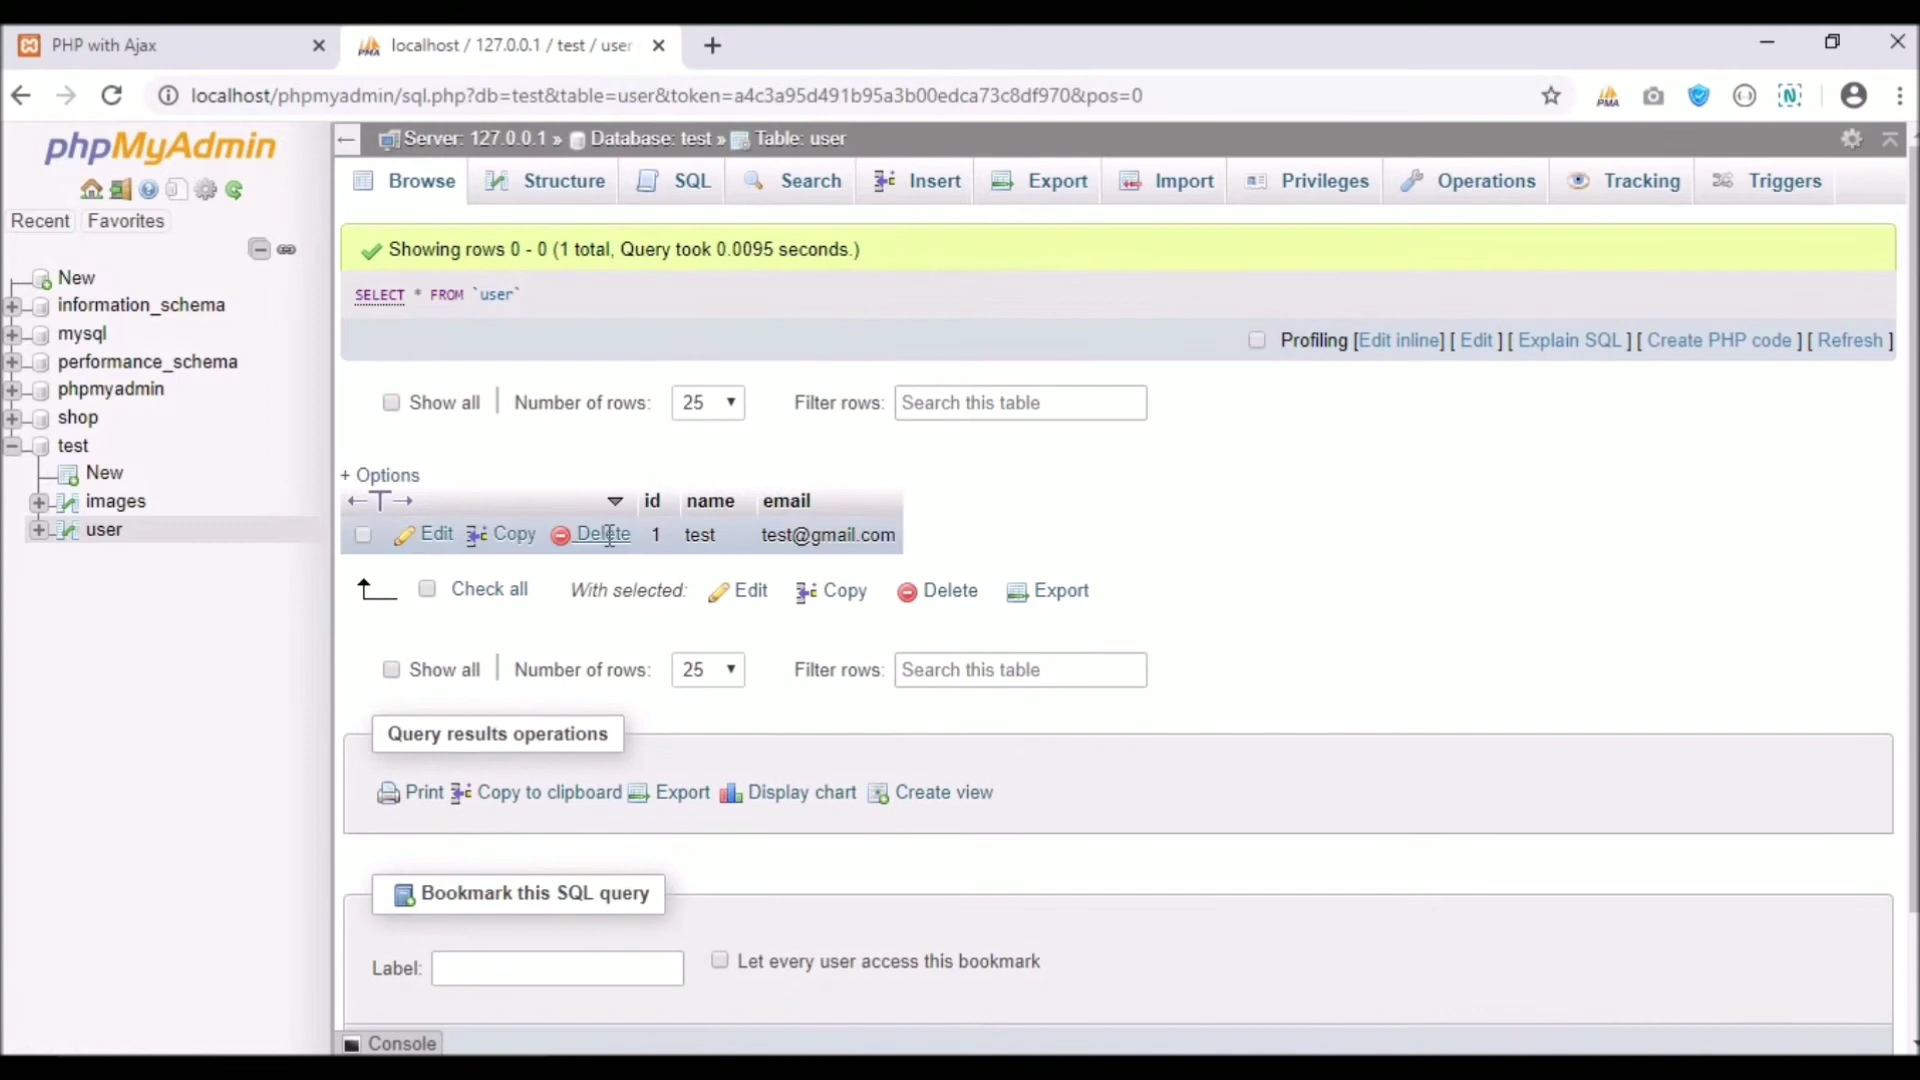 PHP with Ajax
localhost / 127.0.0.1 / test / user
localhost/phpmyadmin/sql.php?db=test&table=user&token=a4c3a95d491b95a3b00edca73c8df970&pos=0
PMA
phpMyAdmin
Recent Favorites
New
information_schema
mysql
performance_schema
phpmyadmin
shop
test
New
images
user
Server: 127.0.0.1 » Database: test » Table: user
Browse Structure SQL Search Insert Export Import Privileges Operations Tracking Triggers
Showing rows 0 - 0 (1 total, Query took 0.0095 seconds.)
SELECT * FROM `user`
Profiling [Edit inline] [ Edit ] [ Explain SQL ] [ Create PHP code ] [ Refresh ]
Show all Number of rows: 25 Filter rows: Search this table
+ Options
←T→ id name email
Edit Copy Delete 1 test test@gmail.com
Check all With selected: Edit Copy Delete Export
Show all Number of rows: 25 Filter rows: Search this table
Query results operations
Print Copy to clipboard Export Display chart Create view
Bookmark this SQL query
Label: Let every user access this bookmark
Console